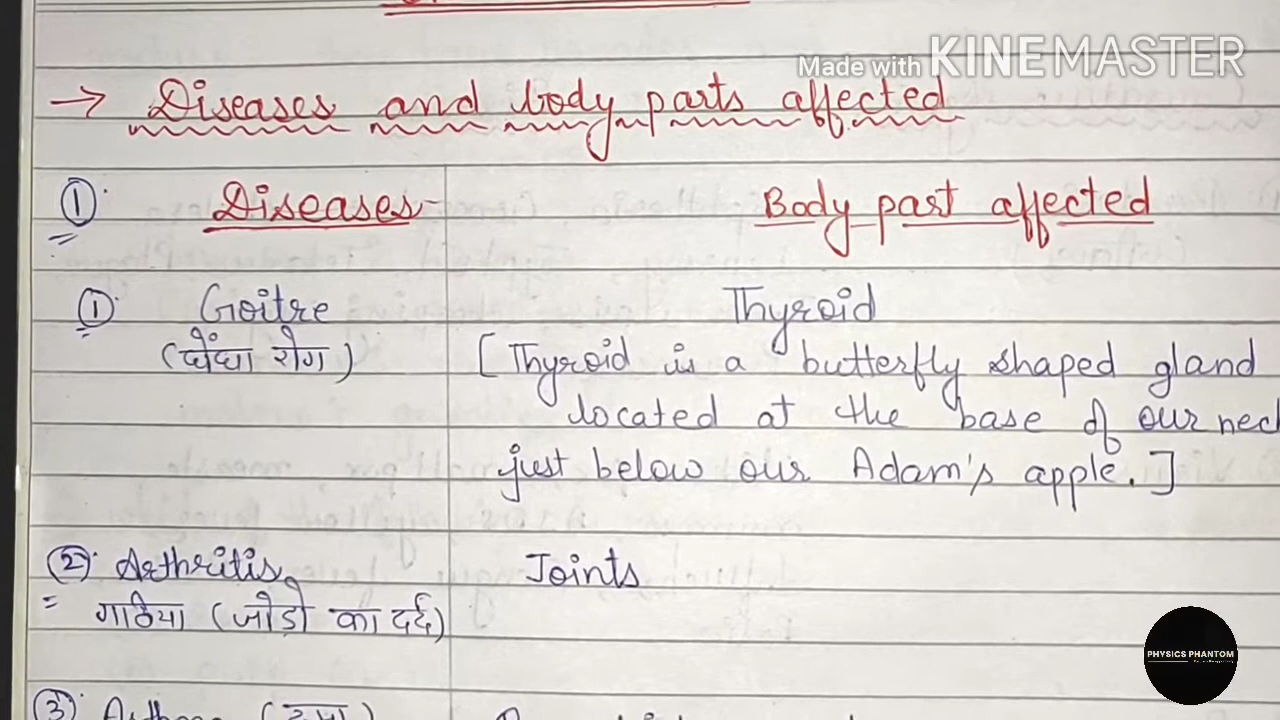 Made with KINEMASTER
→ Diseases and body parts affected
① Diseases- Body part affected
① Goitre Thyroid
(घेंघा रोग) [Thyroid is a butterfly shaped gland
located at the base of our neck
just below our Adam's apple.]
② Arthritis Joints
गाठिया (जोडो का दर्द)
③
PHYSICS PHANTOM